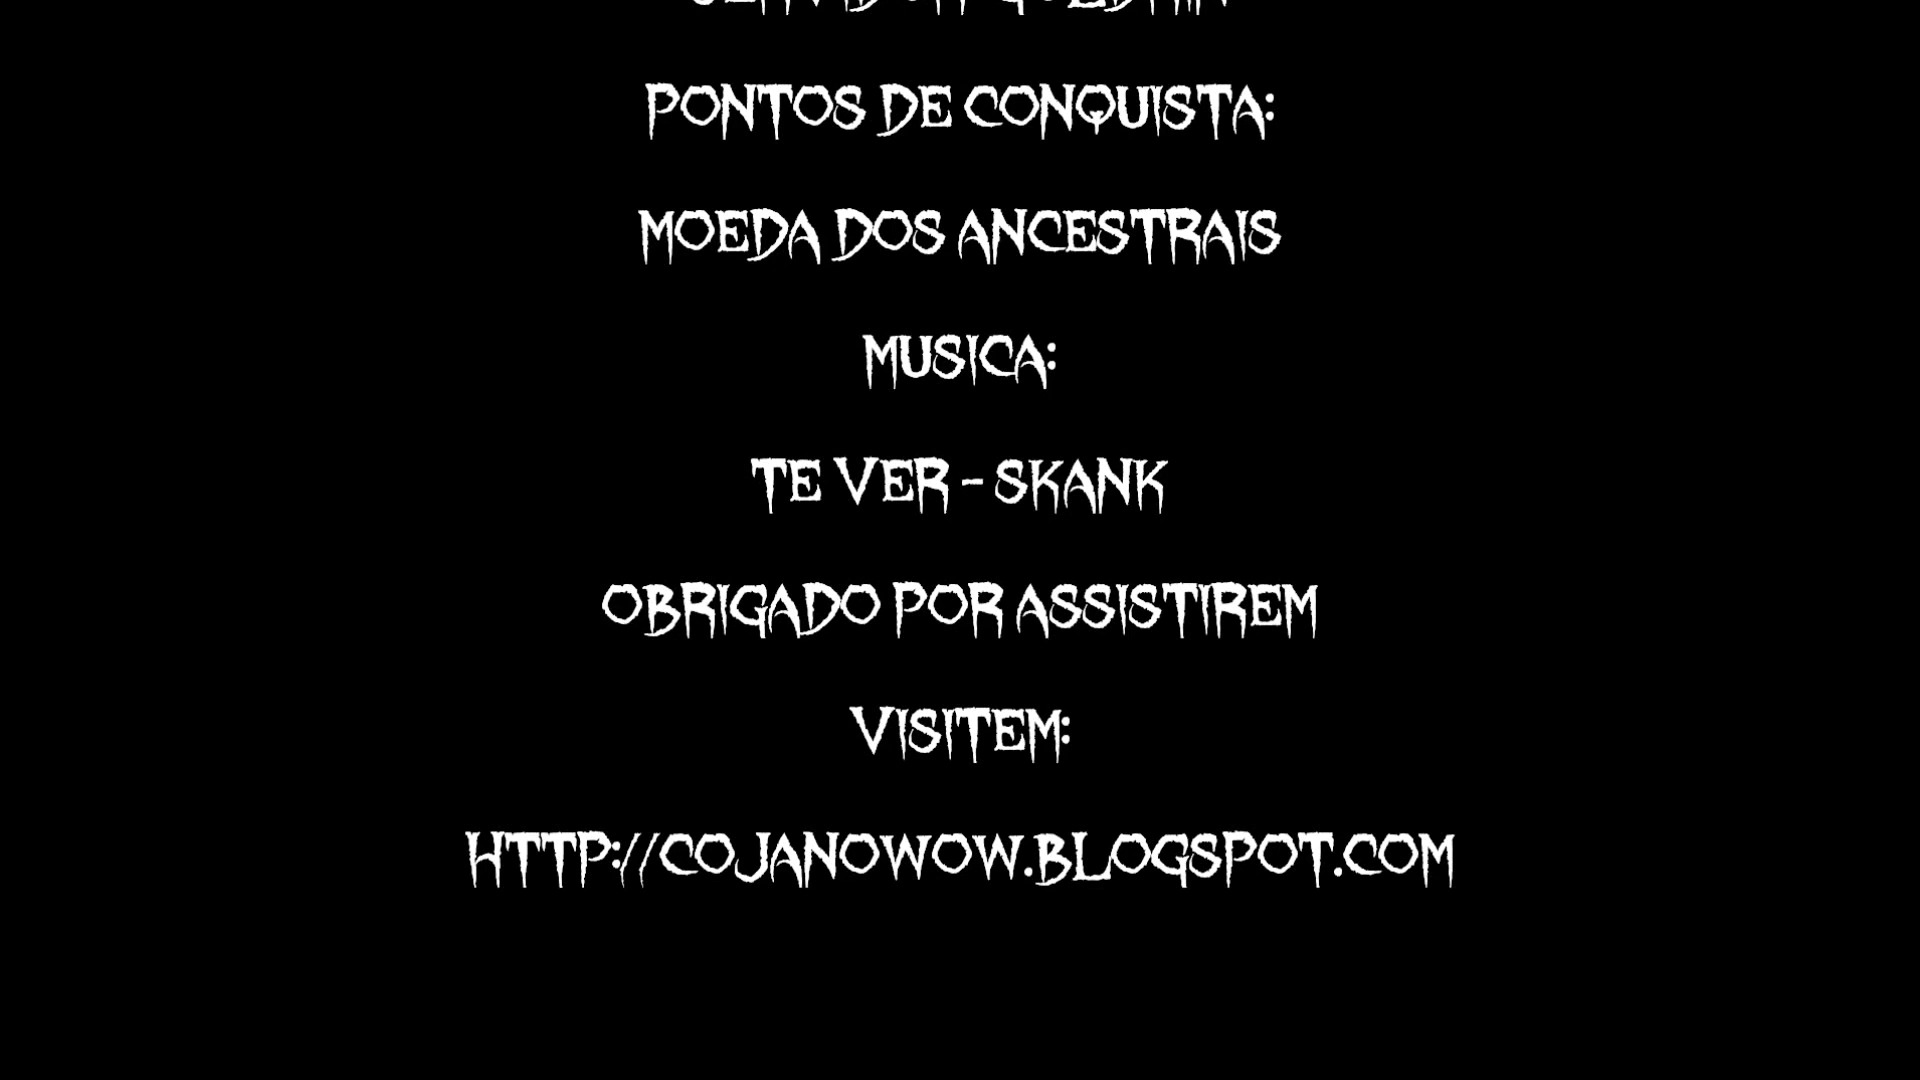 PONTOS DE CONQUISTA:
MOEDA DOS ANCESTRAIS
MUSICA:
TE VER - SKANK
OBRIGADO POR ASSISTIREM
VISITEM:
HTTP://COJANOWOW.BLOGSPOT.COM